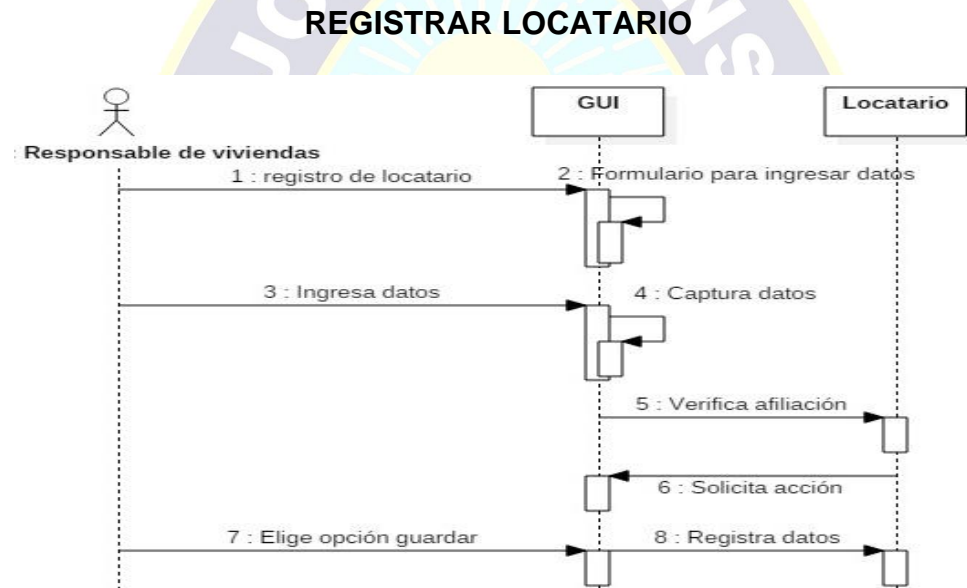 REGISTRAR LOCATARIO
GUI
Locatario
: Responsable de viviendas
1 : registro de locatario
2 : Formulario para ingresar datos
3 : Ingresa datos
4 : Captura datos
5 : Verifica afiliación
6 : Solicita acción
7 : Elige opción guardar
8 : Registra datos